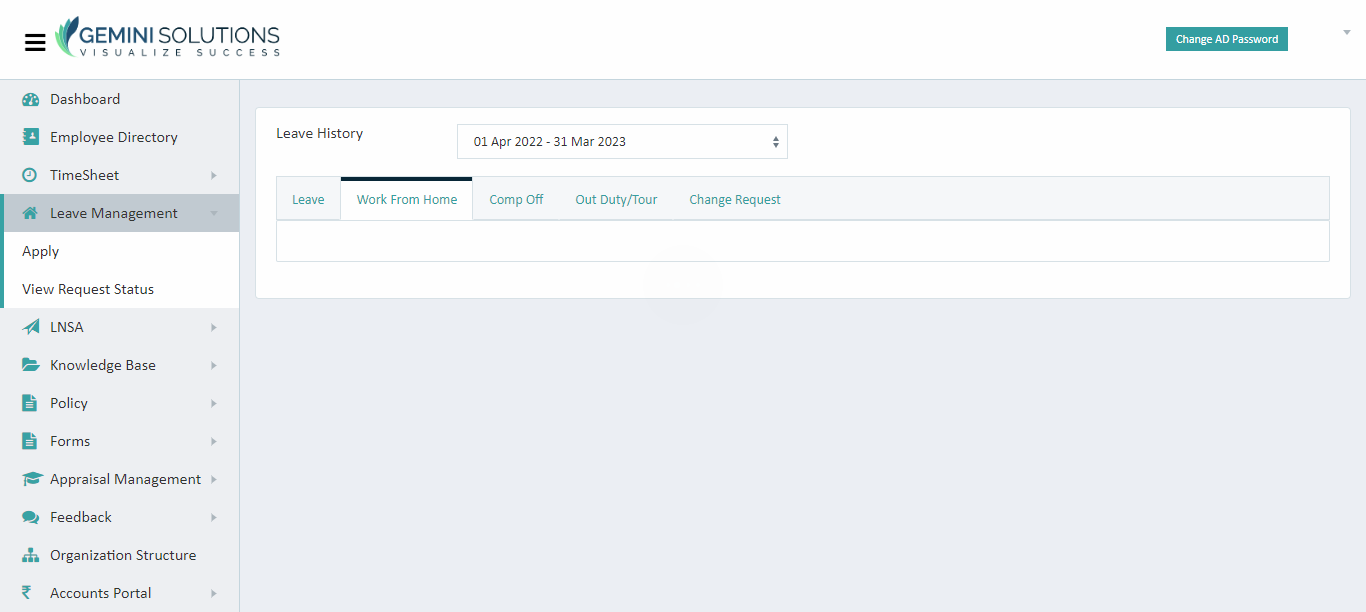 GEMINI SOLUTIONS
VISUALIZE SUCCESS
Change AD Password
Dashboard
Employee Directory
TimeSheet
Leave Management
Apply
View Request Status
LNSA
Knowledge Base
Policy
Forms
Appraisal Management
Feedback
Organization Structure
₹ Accounts Portal
Leave History
01 Apr 2022 - 31 Mar 2023
Leave Work From Home Comp Off Out Duty/Tour Change Request